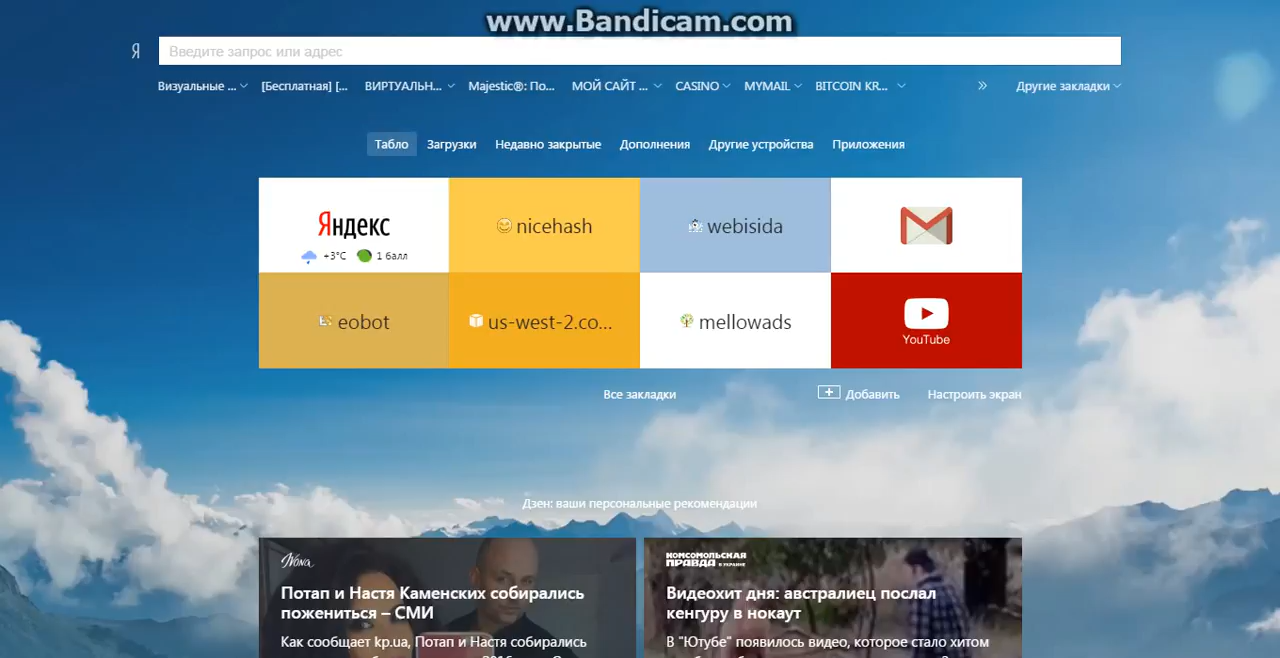 www.Bandicam.com
Я Введите запрос или адрес
Визуальные ... [Бесплатная] [... ВИРТУАЛЬН... Majestic®: По... МОЙ САЙТ ... CASINO MYMAIL BITCOIN KR... » Другие закладки
Табло Загрузки Недавно закрытые Дополнения Другие устройства Приложения
Яндекс
+3°C 1 балл
nicehash
webisida
eobot
us-west-2.co...
mellowads
YouTube
Все закладки Добавить Настроить экран
Дзен: ваши персональные рекомендации
Nona
Потап и Настя Каменских собирались
пожениться – СМИ
Как сообщает kp.ua, Потап и Настя собирались
КОМСОМОЛЬСКАЯ
ПРАВДА В УКРАИНЕ
Видеохит дня: австралиец послал
кенгуру в нокаут
В "Ютубе" появилось видео, которое стало хитом